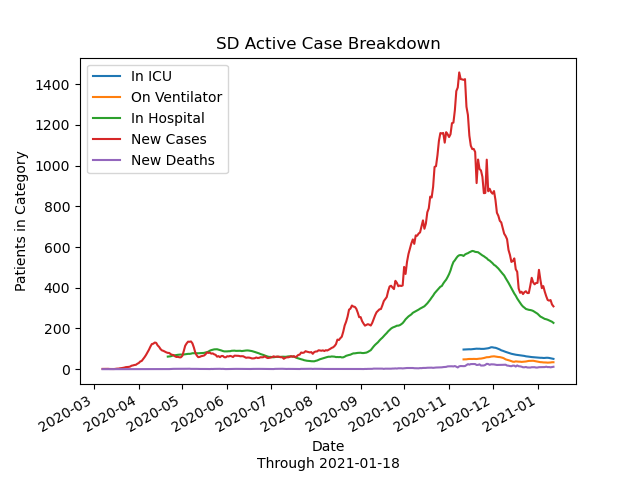 SD Active Case Breakdown
In ICU
On Ventilator
In Hospital
New Cases
New Deaths
Patients in Category
1400
1200
1000
800
600
400
200
0
2020-03
2020-04
2020-05
2020-06
2020-07
2020-08
2020-09
2020-10
2020-11
2020-12
2021-01
Date
Through 2021-01-18